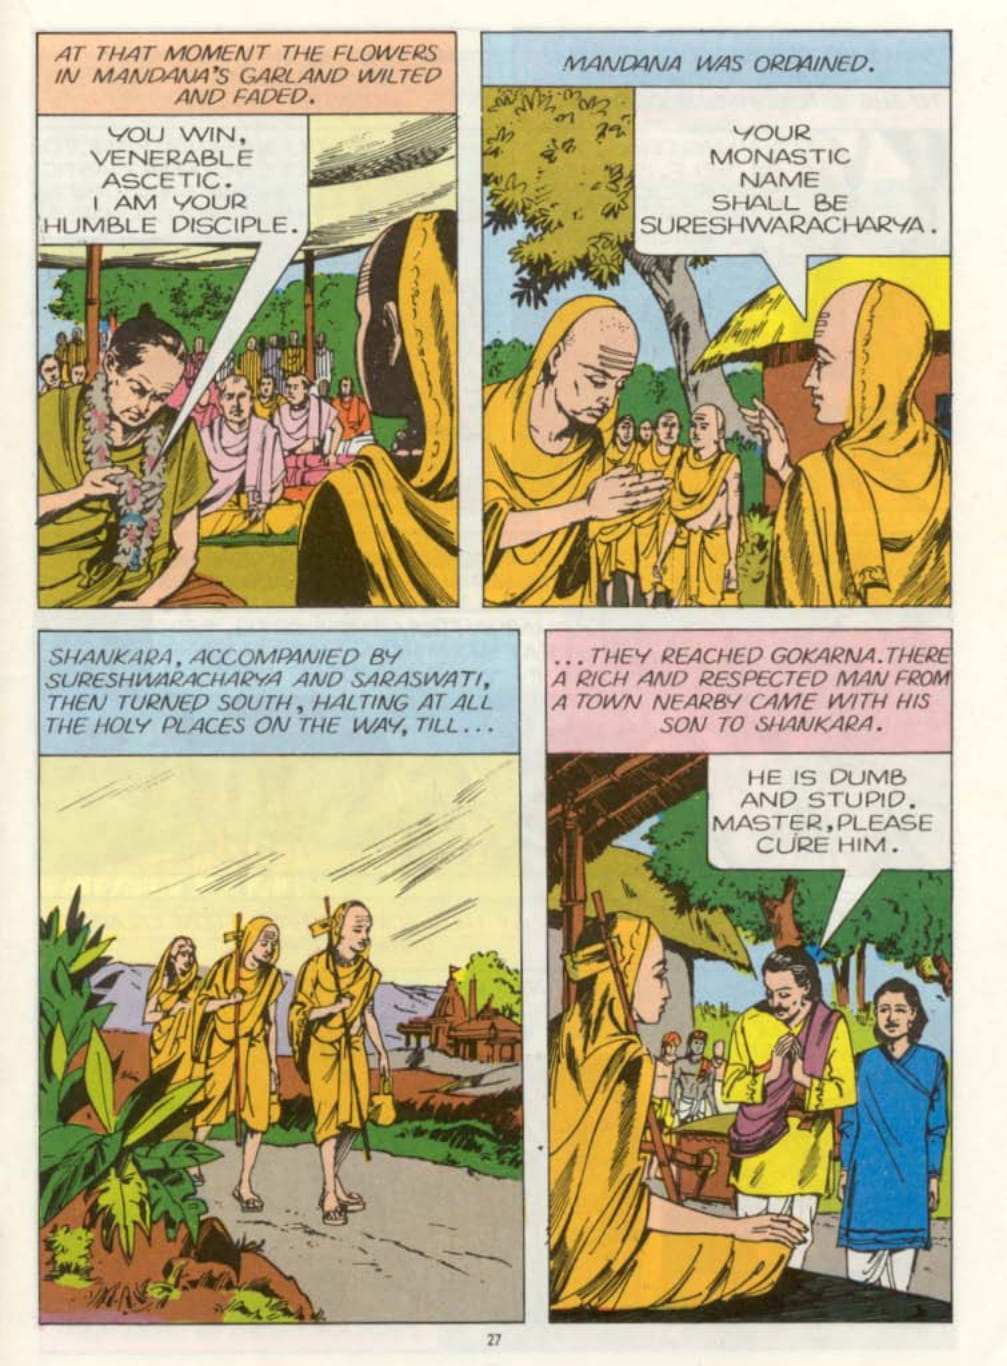 AT THAT MOMENT THE FLOWERS
IN MANDANA'S GARLAND WILTED
AND FADED.
YOU WIN,
VENERABLE
ASCETIC.
I AM YOUR
HUMBLE DISCIPLE.
MANDANA WAS ORDAINED.
YOUR
MONASTIC
NAME
SHALL BE
SURESHWARACHARYA.
SHANKARA, ACCOMPANIED BY
SURESHWARACHARYA AND SARASWATI,
THEN TURNED SOUTH, HALTING AT ALL
THE HOLY PLACES ON THE WAY, TILL...
...THEY REACHED GOKARNA. THERE
A RICH AND RESPECTED MAN FROM
A TOWN NEARBY CAME WITH HIS
SON TO SHANKARA.
HE IS DUMB
AND STUPID.
MASTER, PLEASE
CURE HIM.
27